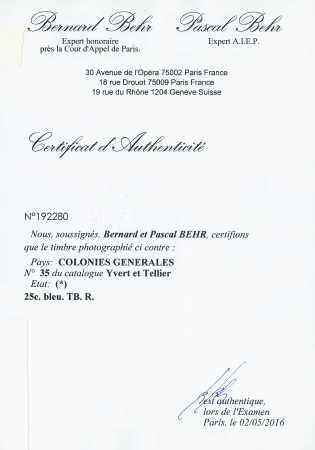 Bernard Behr Pascal Behr
Expert honoraire Expert A.I.E.P.
près la Cour d'Appel de Paris.
30 Avenue de l'Opéra 75002 Paris France
18 rue Drouot 75009 Paris France
19 rue du Rhône 1204 Genève Suisse
Certificat d'Authenticité
N°192280
Nous, soussignés, Bernard et Pascal BEHR, certifions
que le timbre photographié ci contre :
Pays: COLONIES GENERALES
N° 35 du catalogue Yvert et Tellier
Etat: (*)
25c. bleu. TB. R.
est authentique,
lors de l'Examen
Paris, le 02/05/2016